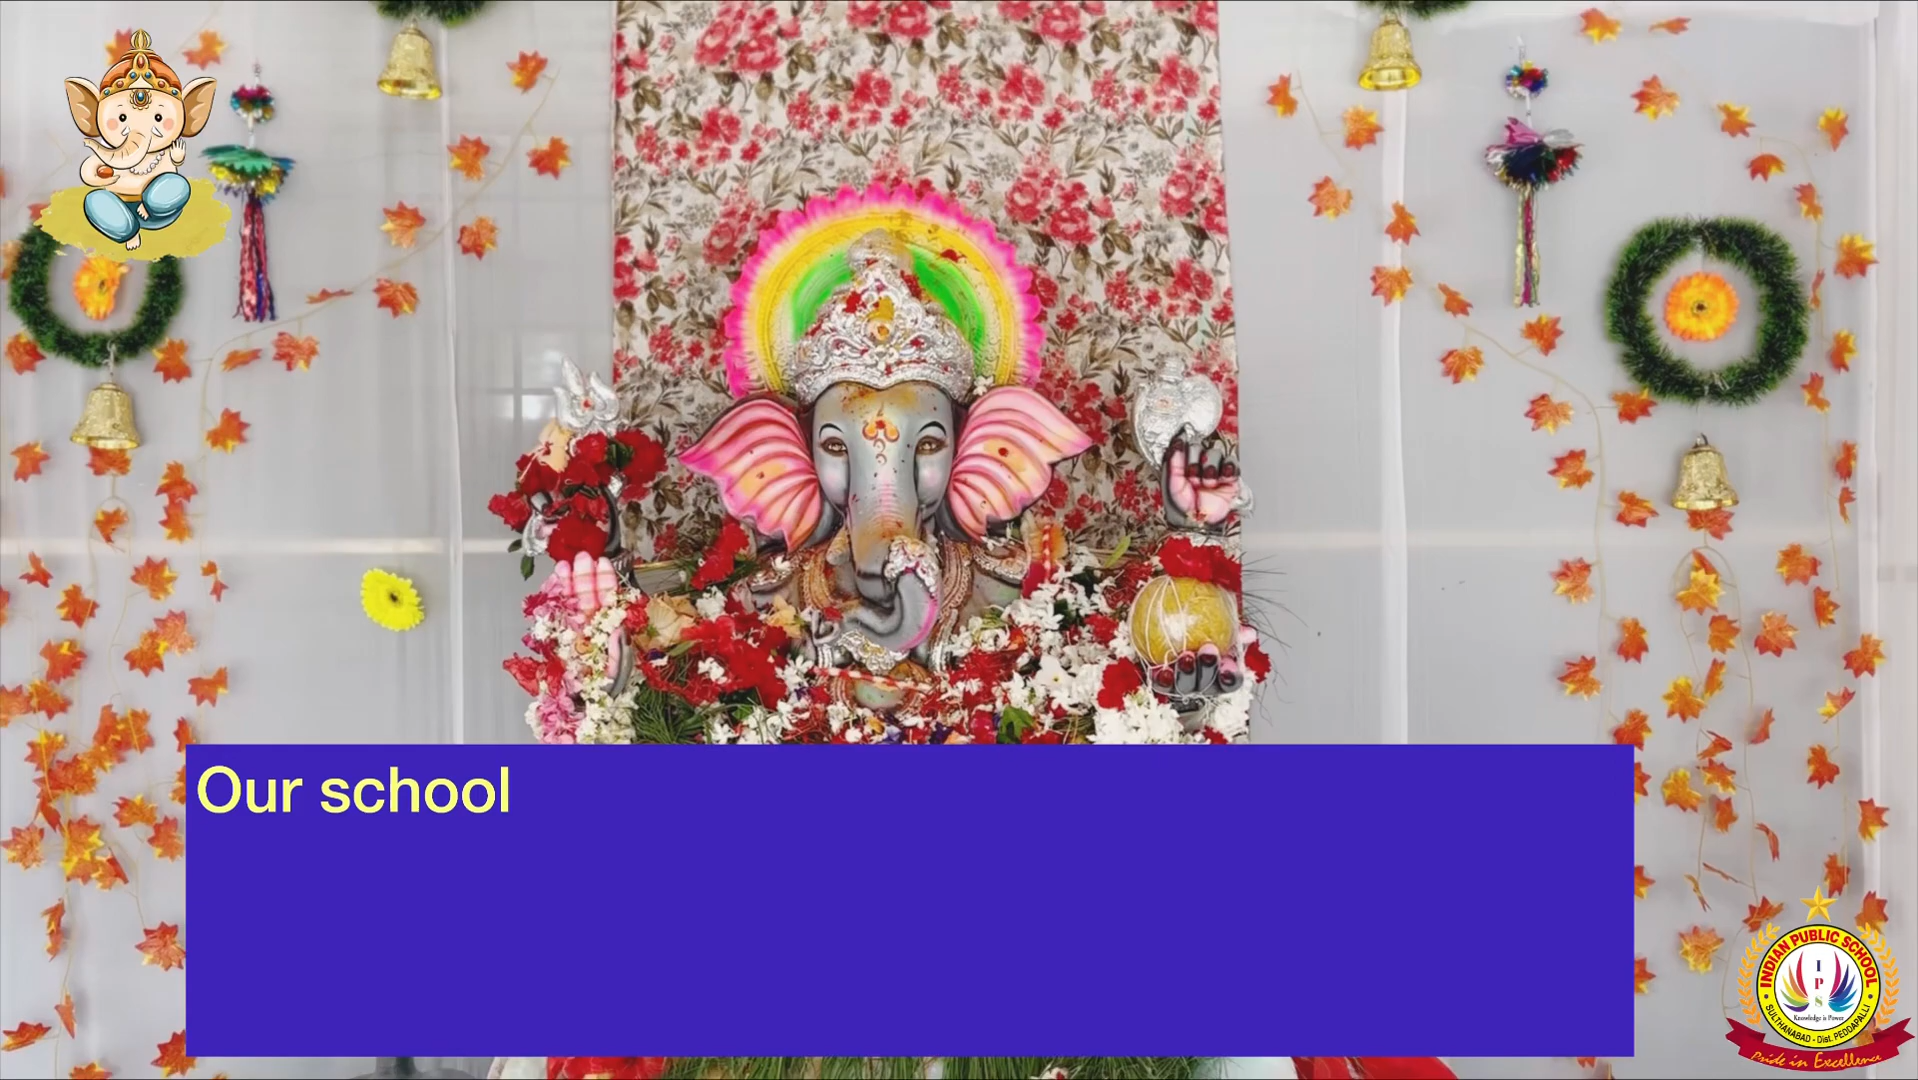 Our school
INDIAN PUBLIC SCHOOL
I
P
S
Knowledge is Power
SULTHANABAD - Dist. PEDDAPALLI
Pride in Excellence